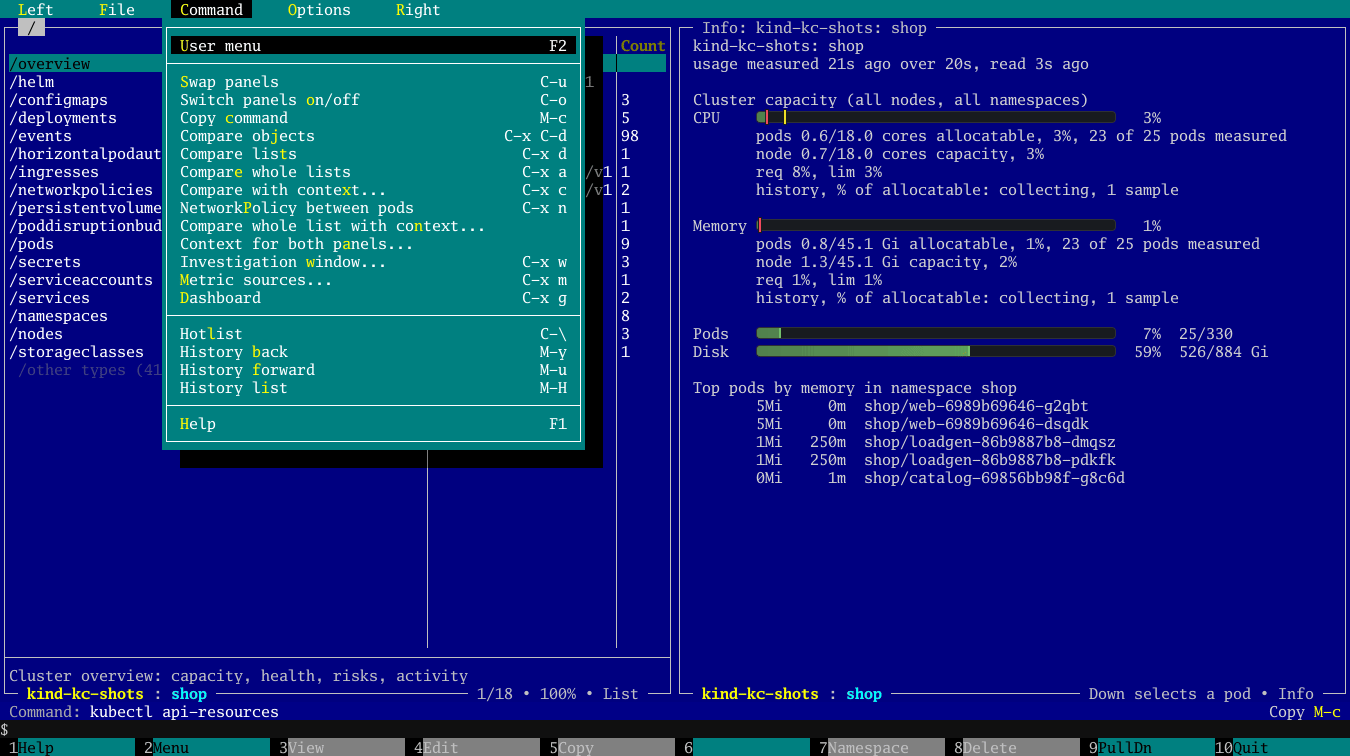 Left File Command Options Right
/
Info: kind-kc-shots: shop
User menu F2 Count kind-kc-shots: shop
/overview usage measured 21s ago over 20s, read 3s ago
/helm Swap panels C-u 1
/configmaps Switch panels on/off C-o 3 Cluster capacity (all nodes, all namespaces)
/deployments Copy command M-c 5 CPU 3%
/events Compare objects C-x C-d 98 pods 0.6/18.0 cores allocatable, 3%, 23 of 25 pods measured
/horizontalpodaut Compare lists C-x d 1 node 0.7/18.0 cores capacity, 3%
/ingresses Compare whole lists C-x a /v1 1 req 8%, lim 3%
/networkpolicies Compare with context... C-x c /v1 2 history, % of allocatable: collecting, 1 sample
/persistentvolume NetworkPolicy between pods C-x n 1
/poddisruptionbud Compare whole list with context... 1 Memory 1%
/pods Context for both panels... 9 pods 0.8/45.1 Gi allocatable, 1%, 23 of 25 pods measured
/secrets Investigation window... C-x w 3 node 1.3/45.1 Gi capacity, 2%
/serviceaccounts Metric sources... C-x m 1 req 1%, lim 1%
/services Dashboard C-x g 2 history, % of allocatable: collecting, 1 sample
/namespaces 8
/nodes Hotlist C-\ 3 Pods 7% 25/330
/storageclasses History back M-y 1 Disk 59% 526/884 Gi
/other types (41 History forward M-u
History list M-H Top pods by memory in namespace shop
5Mi 0m shop/web-6989b69646-g2qbt
Help F1 5Mi 0m shop/web-6989b69646-dsqdk
1Mi 250m shop/loadgen-86b9887b8-dmqsz
1Mi 250m shop/loadgen-86b9887b8-pdkfk
0Mi 1m shop/catalog-69856bb98f-g8c6d
Cluster overview: capacity, health, risks, activity
kind-kc-shots : shop 1/18 • 100% • List kind-kc-shots : shop Down selects a pod • Info
Command: kubectl api-resources Copy M-c
$
1Help 2Menu 3View 4Edit 5Copy 6 7Namespace 8Delete 9PullDn 10Quit